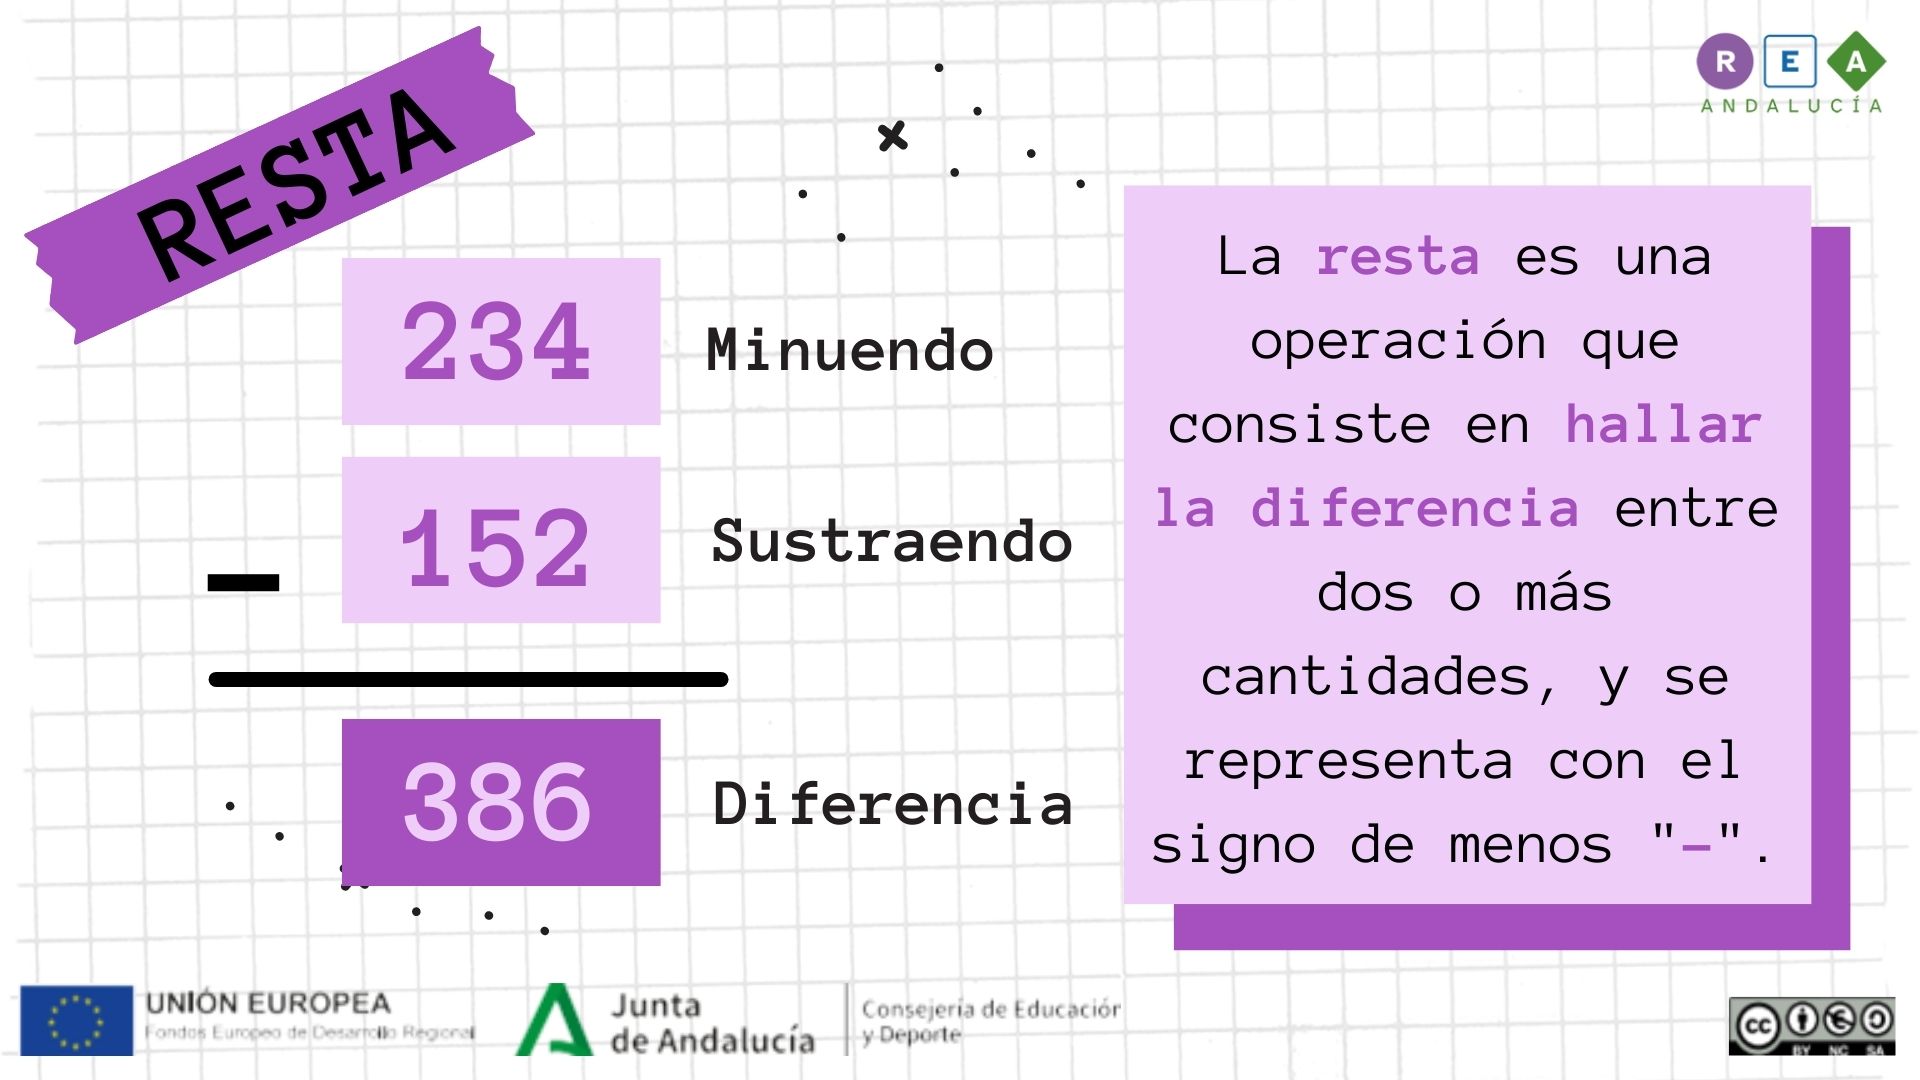 RESTA
R E A
ANDALUCÍA
234 Minuendo
- 152 Sustraendo
386 Diferencia
La resta es una
operación que
consiste en hallar
la diferencia entre
dos o más
cantidades, y se
representa con el
signo de menos "-".
UNIÓN EUROPEA
Fondos Europeo de Desarrollo Regional
Junta
de Andalucía
Consejería de Educación
y Deporte
cc
BY NC SA